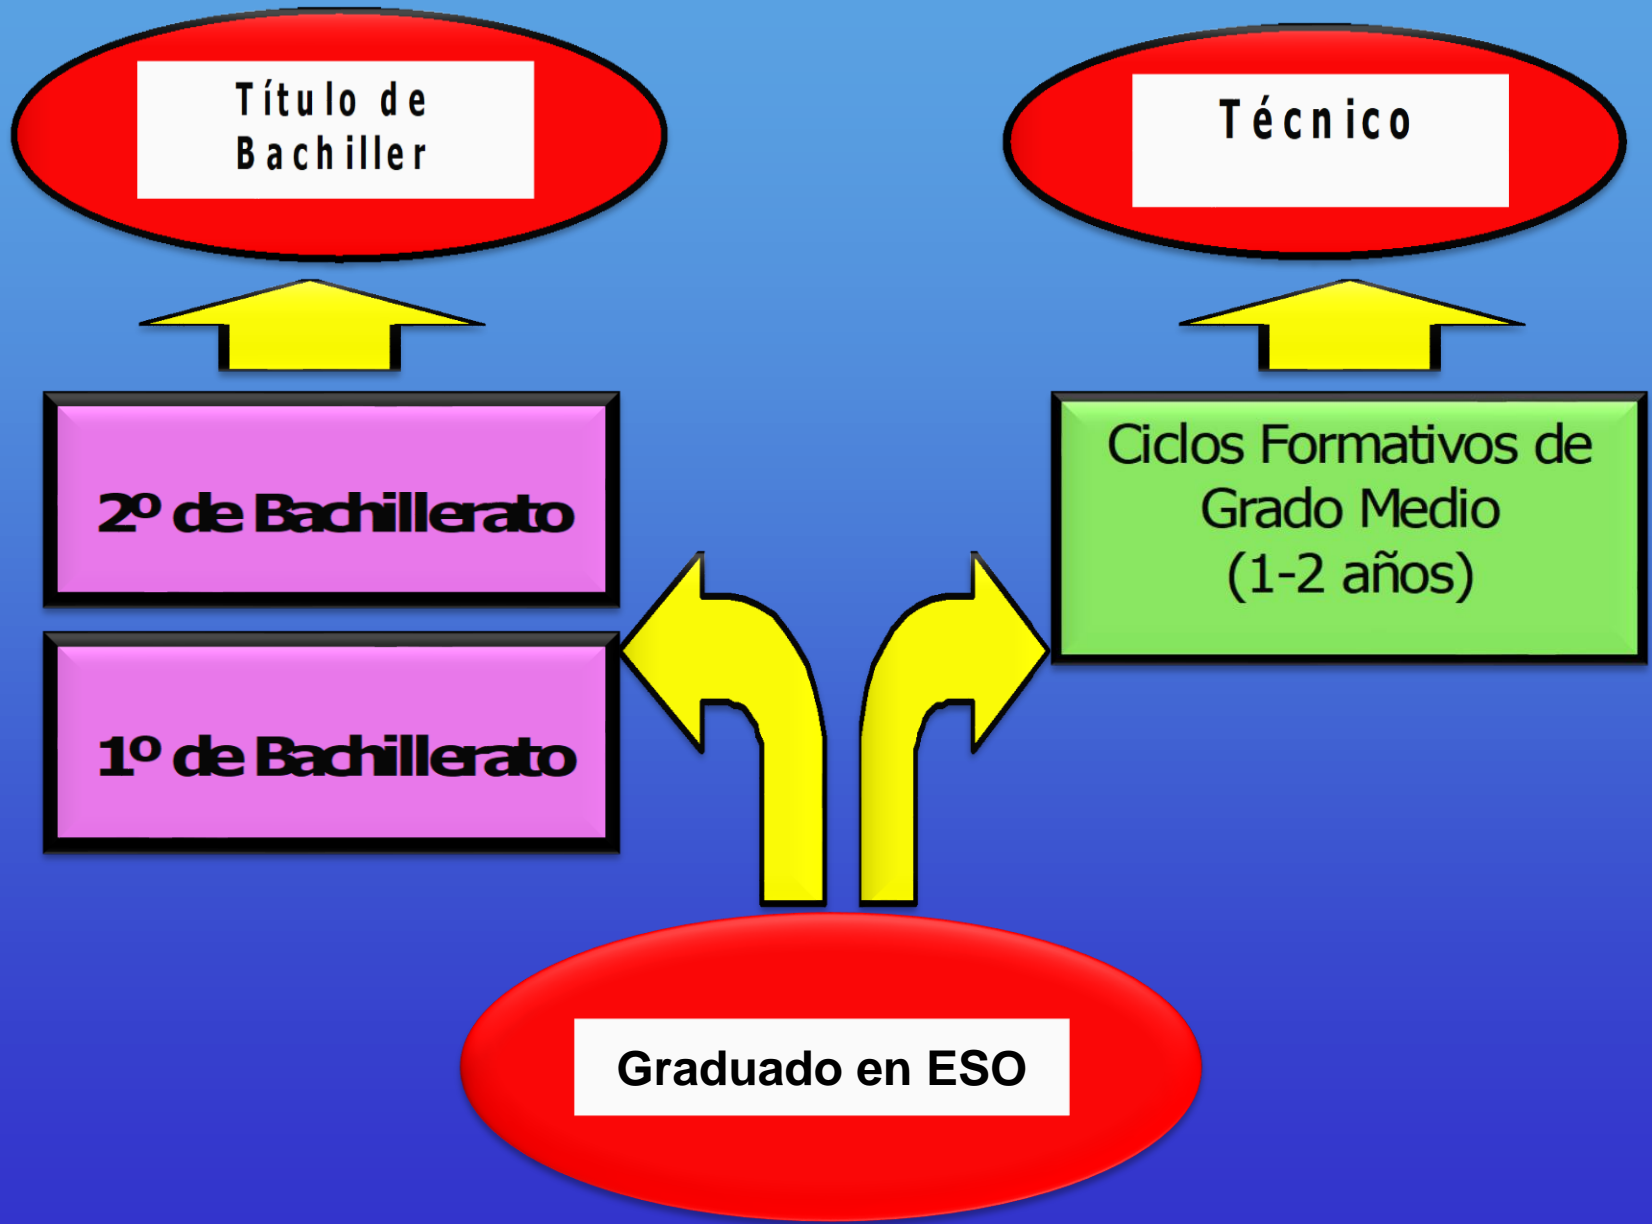 Título de
Bachiller
Técnico
2º de Bachillerato
Ciclos Formativos de
Grado Medio
(1-2 años)
1º de Bachillerato
Graduado en ESO